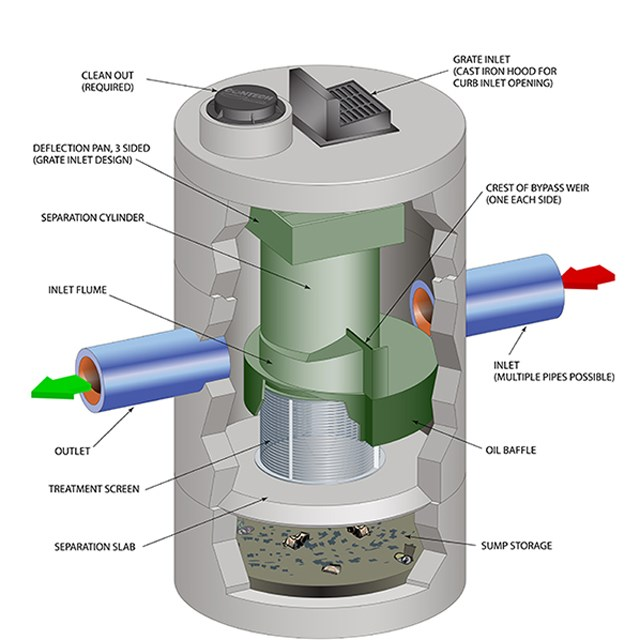 GRATE INLET
(CAST IRON HOOD FOR
CURB INLET OPENING)
CLEAN OUT
(REQUIRED)
DEFLECTION PAN, 3 SIDED
(GRATE INLET DESIGN)
CREST OF BYPASS WEIR
(ONE EACH SIDE)
SEPARATION CYLINDER
INLET FLUME
INLET
(MULTIPLE PIPES POSSIBLE)
OUTLET
OIL BAFFLE
TREATMENT SCREEN
SEPARATION SLAB
SUMP STORAGE